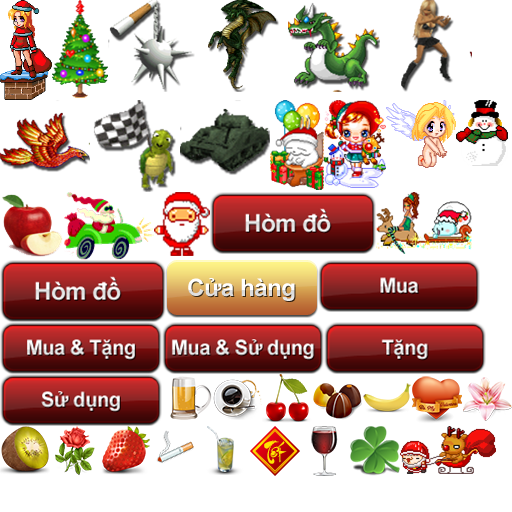 Hòm đồ
Hòm đồ
Cửa hàng
Mua
Mua & Tặng
Mua & Sử dụng
Tặng
Sử dụng